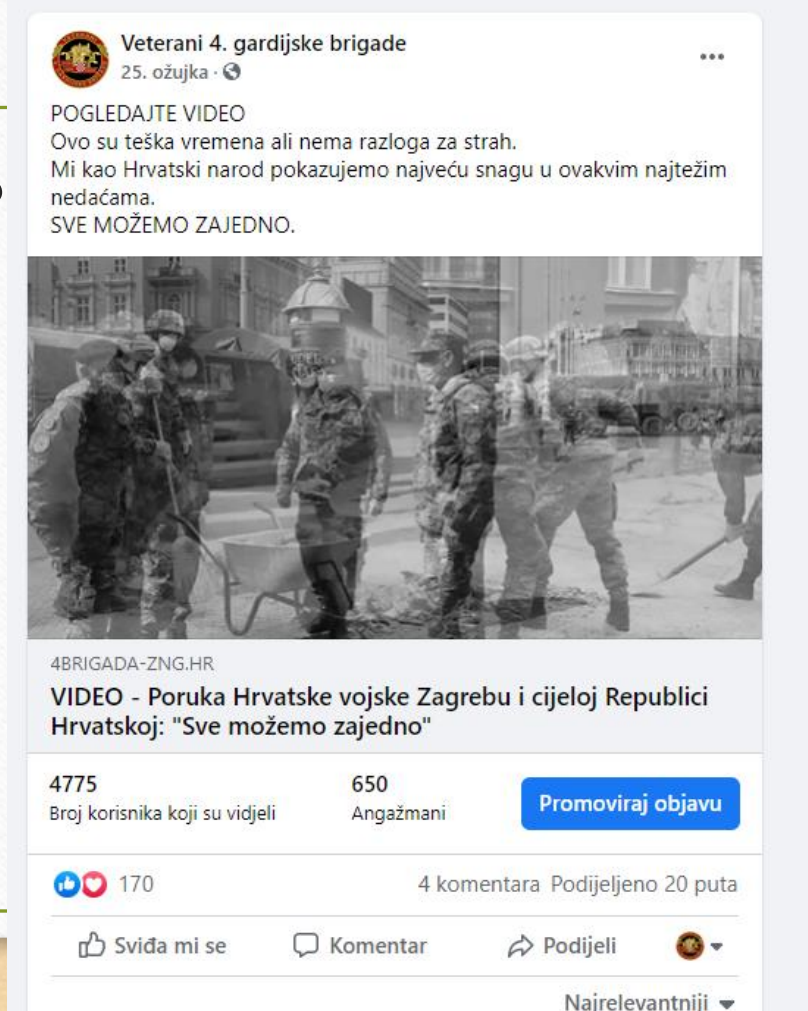 Veterani 4. gardijske brigade
25. ožujka ·
POGLEDAJTE VIDEO
Ovo su teška vremena ali nema razloga za strah.
Mi kao Hrvatski narod pokazujemo najveću snagu u ovakvim najtežim
nedaćama.
SVE MOŽEMO ZAJEDNO.
4BRIGADA-ZNG.HR
VIDEO - Poruka Hrvatske vojske Zagrebu i cijeloj Republici
Hrvatskoj: "Sve možemo zajedno"
4775 650
Broj korisnika koji su vidjeli Angažmani Promoviraj objavu
170 4 komentara Podijeljeno 20 puta
Sviđa mi se Komentar Podijeli
Najrelevantniji